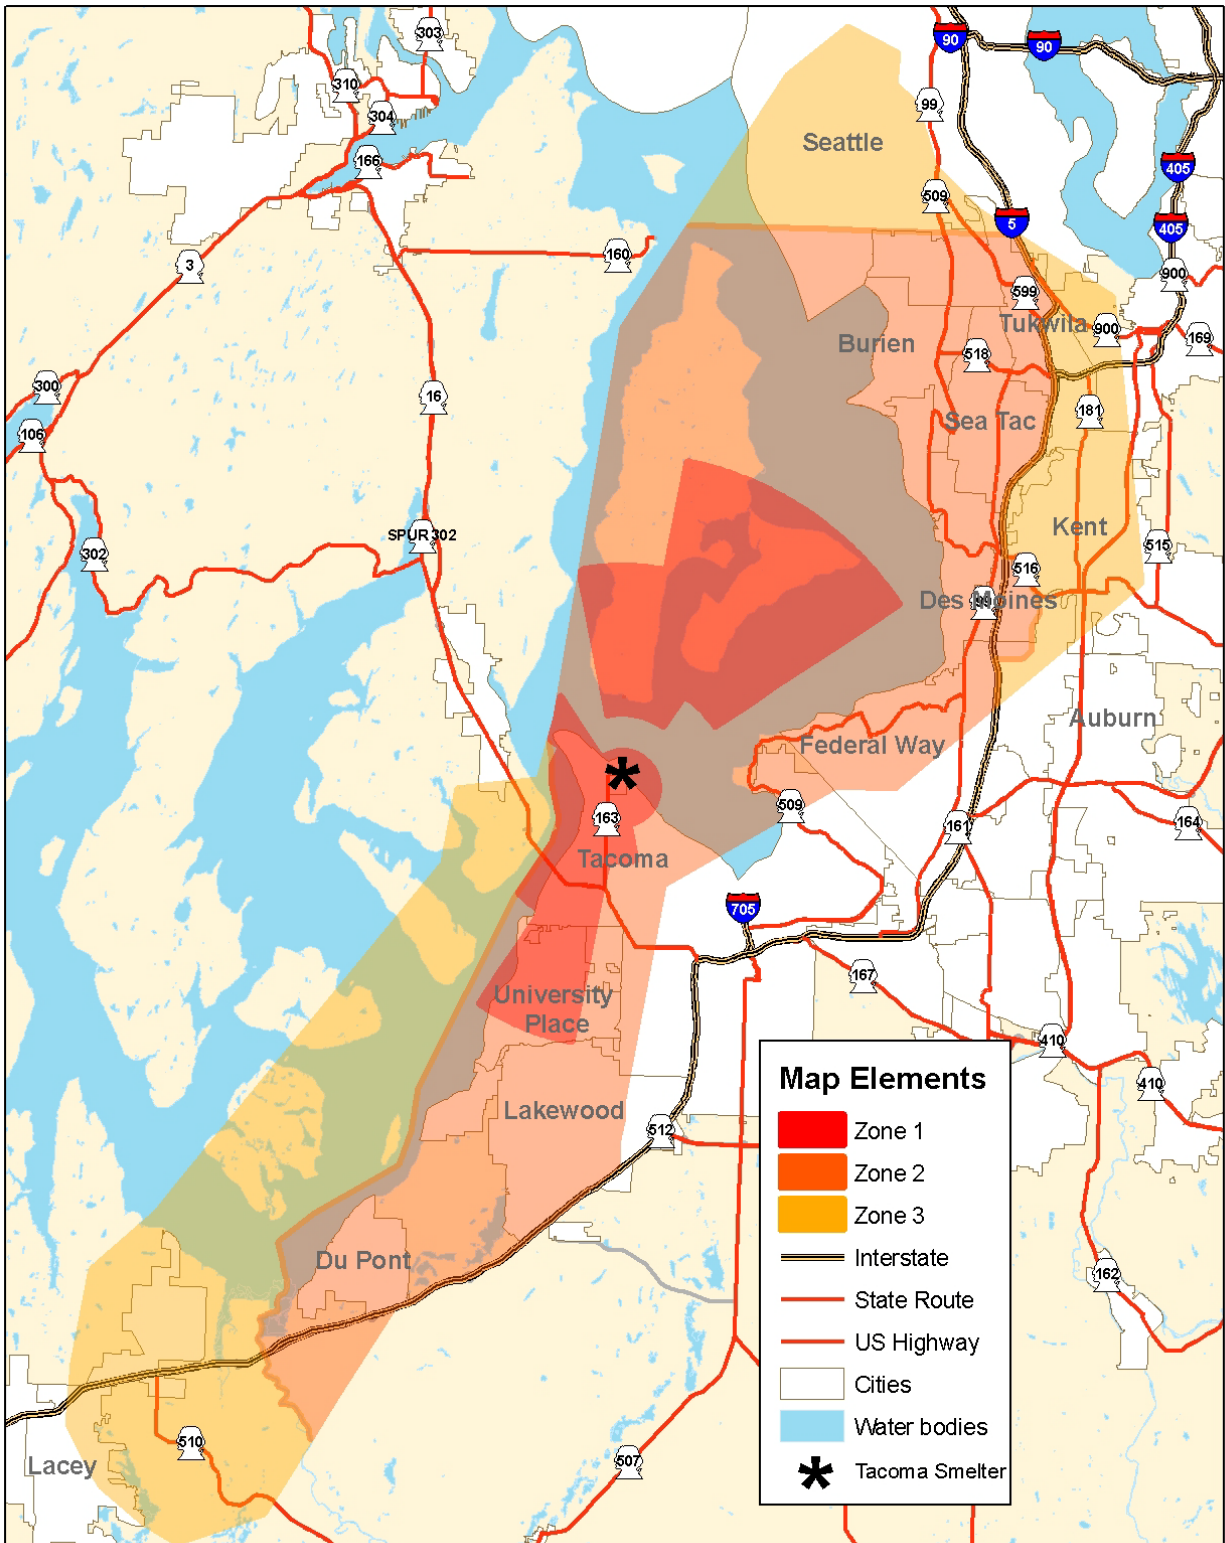 303
90
90
310
99
304
Seattle
166
405
509
5
405
160
3
900
599
Tukwila
900
169
Burien
518
300
16
181
106
Sea Tac
Kent
SPUR 302
515
302
516
Des Moines
99
Auburn
Federal Way
509
163
161
164
Tacoma
705
167
University
Place
410
410
Lakewood
512
Du Pont
162
510
Lacey
507
Map Elements
Zone 1
Zone 2
Zone 3
Interstate
State Route
US Highway
Cities
Water bodies
Tacoma Smelter